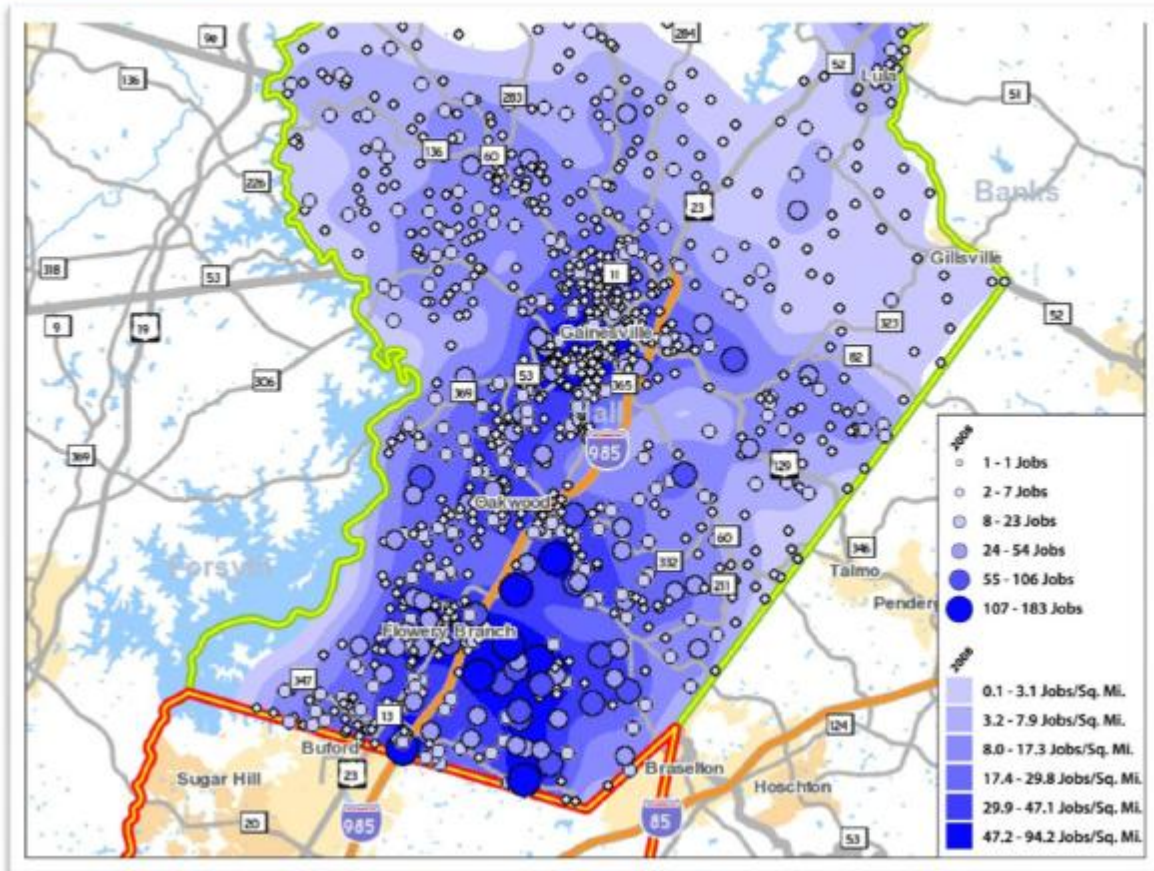 9e
284
52
Lula
136
51
283
136
60
226
Banks
23
318
53
11
Gillsville
9
19
52
Gainesville
323
306
82
53
369
365
Hall
985
369
129
Oakwood
60
346
332
Talmo
Forsyth
211
Flowery Branch
347
13
124
Buford
Braselton
Sugar Hill
23
Hoschton
20
985
85
53
2008
1 - 1 Jobs
2 - 7 Jobs
8 - 23 Jobs
24 - 54 Jobs
55 - 106 Jobs
107 - 183 Jobs
2008
0.1 - 3.1 Jobs/Sq. Mi.
3.2 - 7.9 Jobs/Sq. Mi.
8.0 - 17.3 Jobs/Sq. Mi.
17.4 - 29.8 Jobs/Sq. Mi.
29.9 - 47.1 Jobs/Sq. Mi.
47.2 - 94.2 Jobs/Sq. Mi.